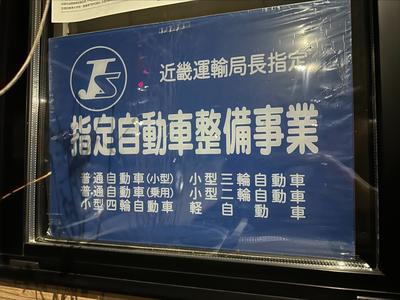 JS
近畿運輸局長指定
指定自動車整備事業
普通自動車(小型) 小型三輪自動車
普通自動車(乗用) 小型二輪自動車
小型四輪自動車 軽自動車